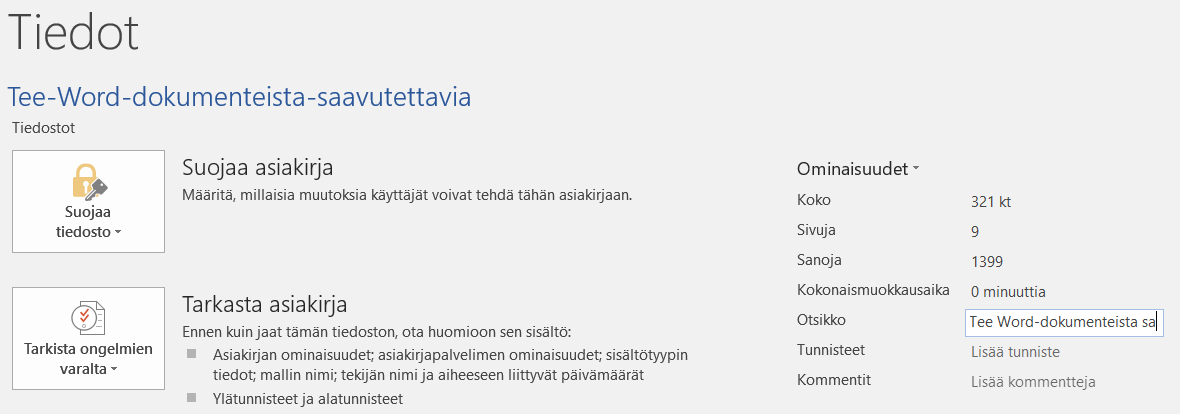 Tiedot
Tee-Word-dokumenteista-saavutettavia
Tiedostot
Suojaa tiedosto
Suojaa asiakirja
Määritä, millaisia muutoksia käyttäjät voivat tehdä tähän asiakirjaan.
Tarkista ongelmien varalta
Tarkasta asiakirja
Ennen kuin jaat tämän tiedoston, ota huomioon sen sisältö:
Asiakirjan ominaisuudet; asiakirjapalvelimen ominaisuudet; sisältötyypin
tiedot; mallin nimi; tekijän nimi ja aiheeseen liittyvät päivämäärät
Ylätunnisteet ja alatunnisteet
Ominaisuudet
Koko 321 kt
Sivuja 9
Sanoja 1399
Kokonaismuokkausaika 0 minuuttia
Otsikko Tee Word-dokumenteista sa
Tunnisteet Lisää tunniste
Kommentit Lisää kommentteja